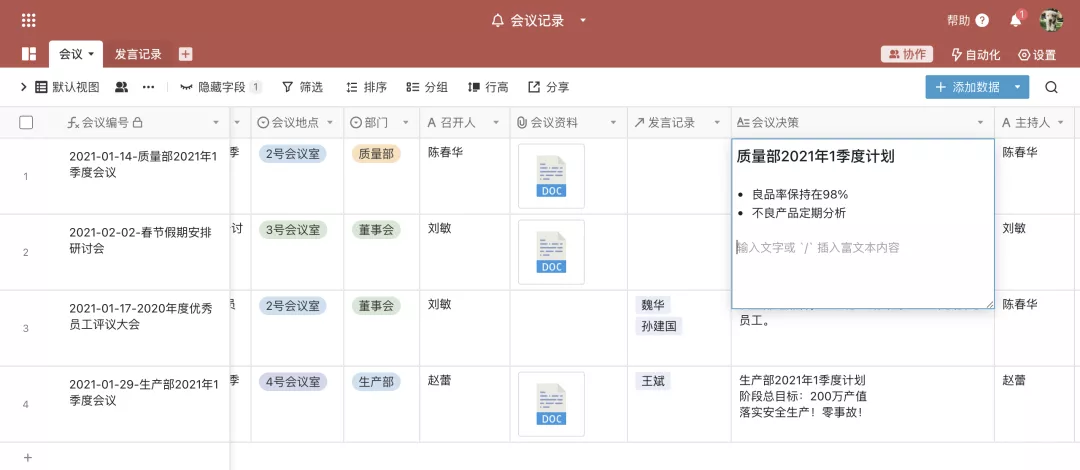 会议记录
帮助 ? 1
会议 发言记录
协作 自动化 设置
默认视图 ··· 隐藏字段 1 筛选 排序 分组 行高 分享 + 添加数据
会议编号 会议地点 部门 A 召开人 会议资料 发言记录 会议决策 A 主持人
1
2021-01-14-质量部2021年1
季度会议
季
2号会议室
质量部
陈春华
DOC
质量部2021年1季度计划
良品率保持在98%
不良产品定期分析
输入文字或 `/` 插入富文本内容
陈春华
2
2021-02-02-春节假期安排
研讨会
讨
3号会议室
董事会
刘敏
DOC
刘敏
3
2021-01-17-2020年度优秀
员工评议大会
员
2号会议室
董事会
刘敏
魏华
孙建国
员工。
陈春华
4
2021-01-29-生产部2021年1
季度会议
季
4号会议室
生产部
赵蕾
DOC
王斌
生产部2021年1季度计划
阶段总目标：200万产值
落实安全生产！零事故！
赵蕾
+